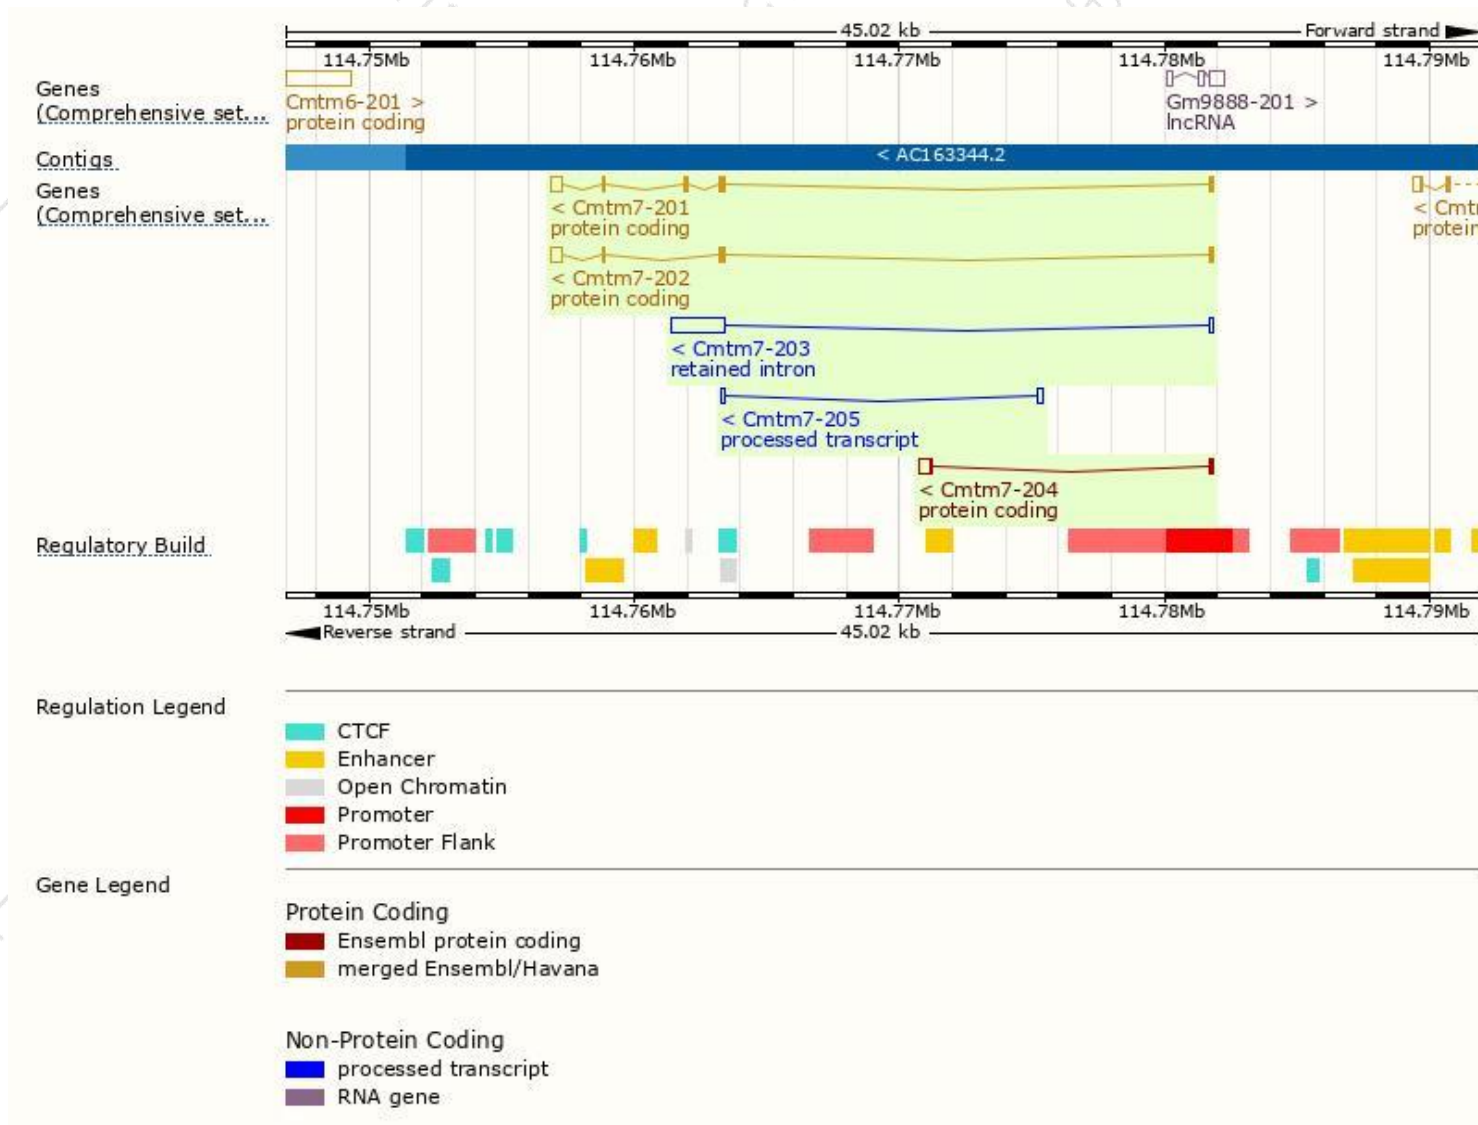 45.02 kb
Forward strand
114.75Mb 114.76Mb 114.77Mb 114.78Mb 114.79Mb
Genes
(Comprehensive set...
Cmtm6-201 >
protein coding
Gm9888-201 >
lncRNA
Contigs
< AC163344.2
Genes
(Comprehensive set...
< Cmtm7-201
protein coding
< Cmt
protein
< Cmtm7-202
protein coding
< Cmtm7-203
retained intron
< Cmtm7-205
processed transcript
< Cmtm7-204
protein coding
Regulatory Build
114.75Mb 114.76Mb 114.77Mb 114.78Mb 114.79Mb
Reverse strand
45.02 kb
Regulation Legend
CTCF
Enhancer
Open Chromatin
Promoter
Promoter Flank
Gene Legend
Protein Coding
Ensembl protein coding
merged Ensembl/Havana
Non-Protein Coding
processed transcript
RNA gene